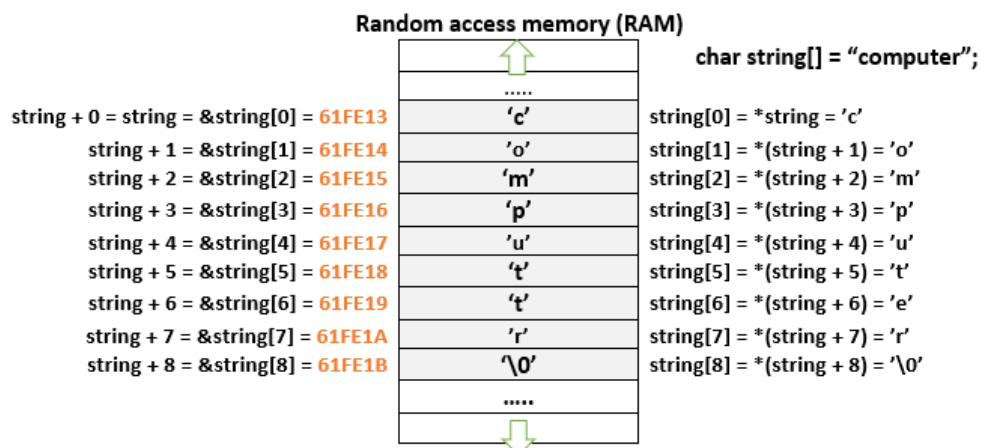 Random access memory (RAM)
char string[] = “computer”;
.....
string + 0 = string = &string[0] = 61FE13 ‘c’ string[0] = *string = ’c’
string + 1 = &string[1] = 61FE14 ’o’ string[1] = *(string + 1) = ’o’
string + 2 = &string[2] = 61FE15 ‘m’ string[2] = *(string + 2) = ’m’
string + 3 = &string[3] = 61FE16 ‘p’ string[3] = *(string + 3) = ’p’
string + 4 = &string[4] = 61FE17 ’u’ string[4] = *(string + 4) = ’u’
string + 5 = &string[5] = 61FE18 ‘t’ string[5] = *(string + 5) = ’t’
string + 6 = &string[6] = 61FE19 ‘t’ string[6] = *(string + 6) = ’e’
string + 7 = &string[7] = 61FE1A ’r’ string[7] = *(string + 7) = ’r’
string + 8 = &string[8] = 61FE1B ‘\0’ string[8] = *(string + 8) = ’\0’
.....